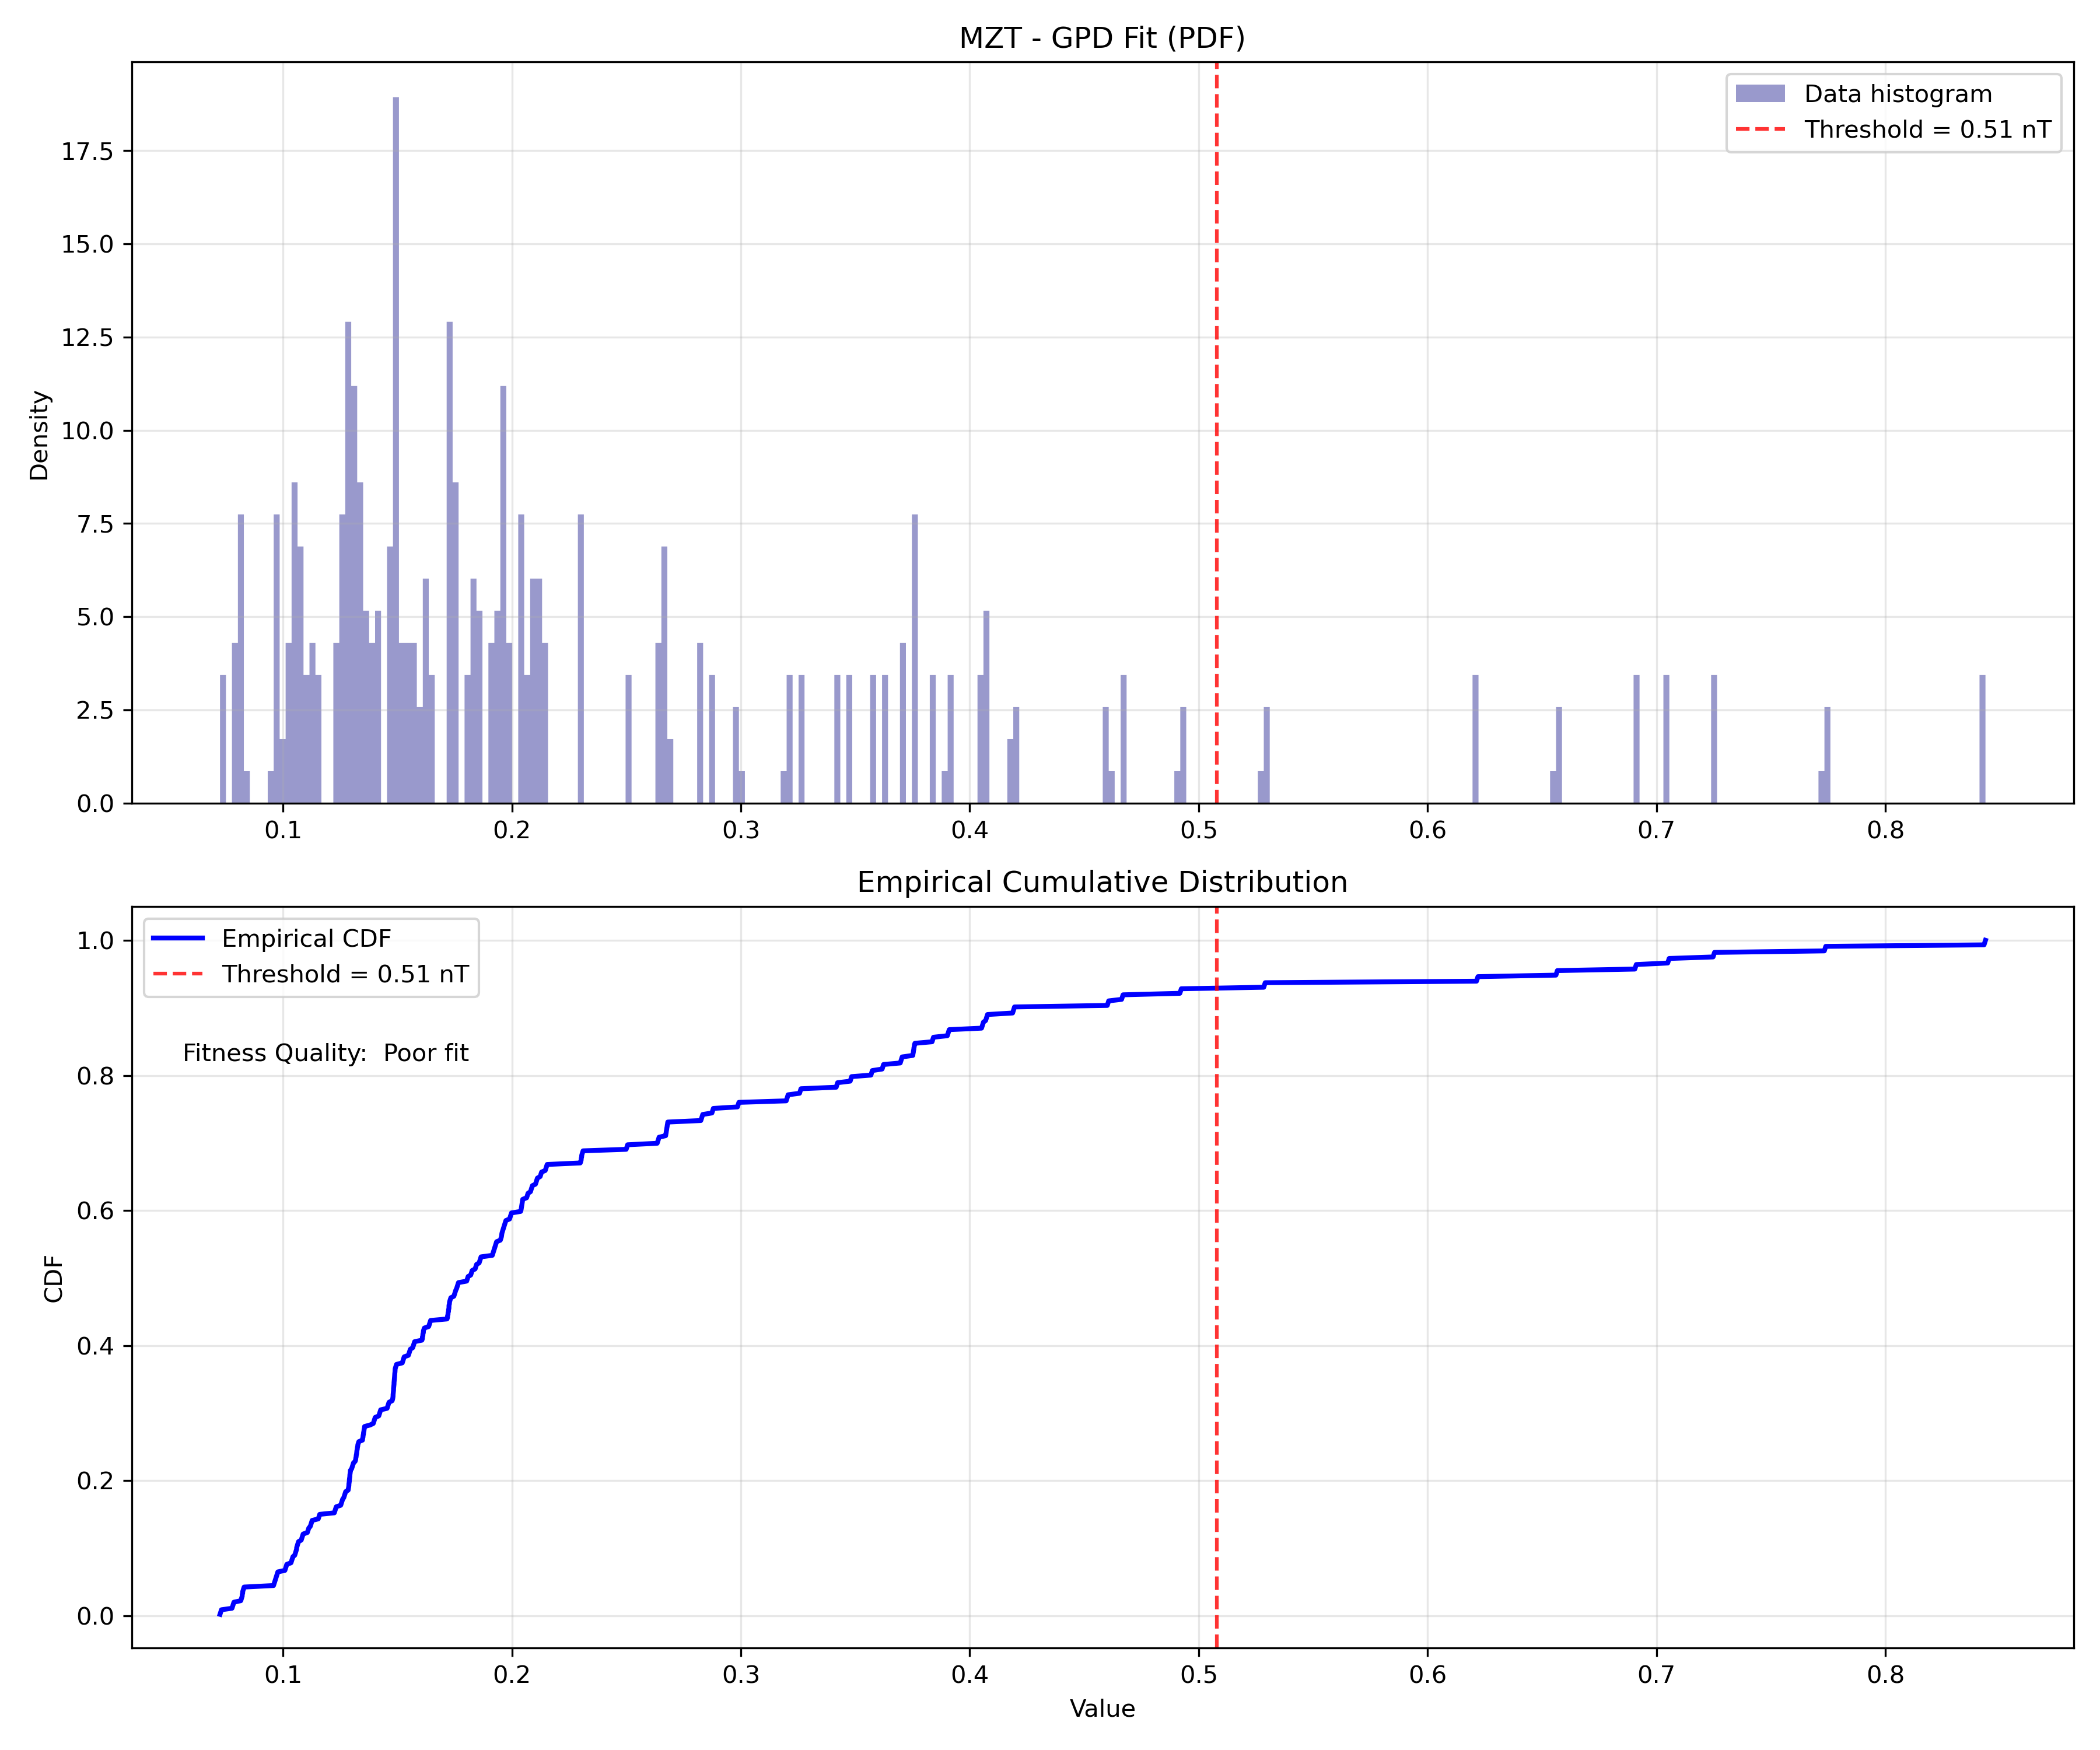 MZT - GPD Fit (PDF)
Data histogram
Threshold = 0.51 nT
Density
17.5
15.0
12.5
10.0
7.5
5.0
2.5
0.0
0.1 0.2 0.3 0.4 0.5 0.6 0.7 0.8
Empirical Cumulative Distribution
Empirical CDF
Threshold = 0.51 nT
Fitness Quality:  Poor fit
CDF
1.0
0.8
0.6
0.4
0.2
0.0
0.1 0.2 0.3 0.4 0.5 0.6 0.7 0.8
Value